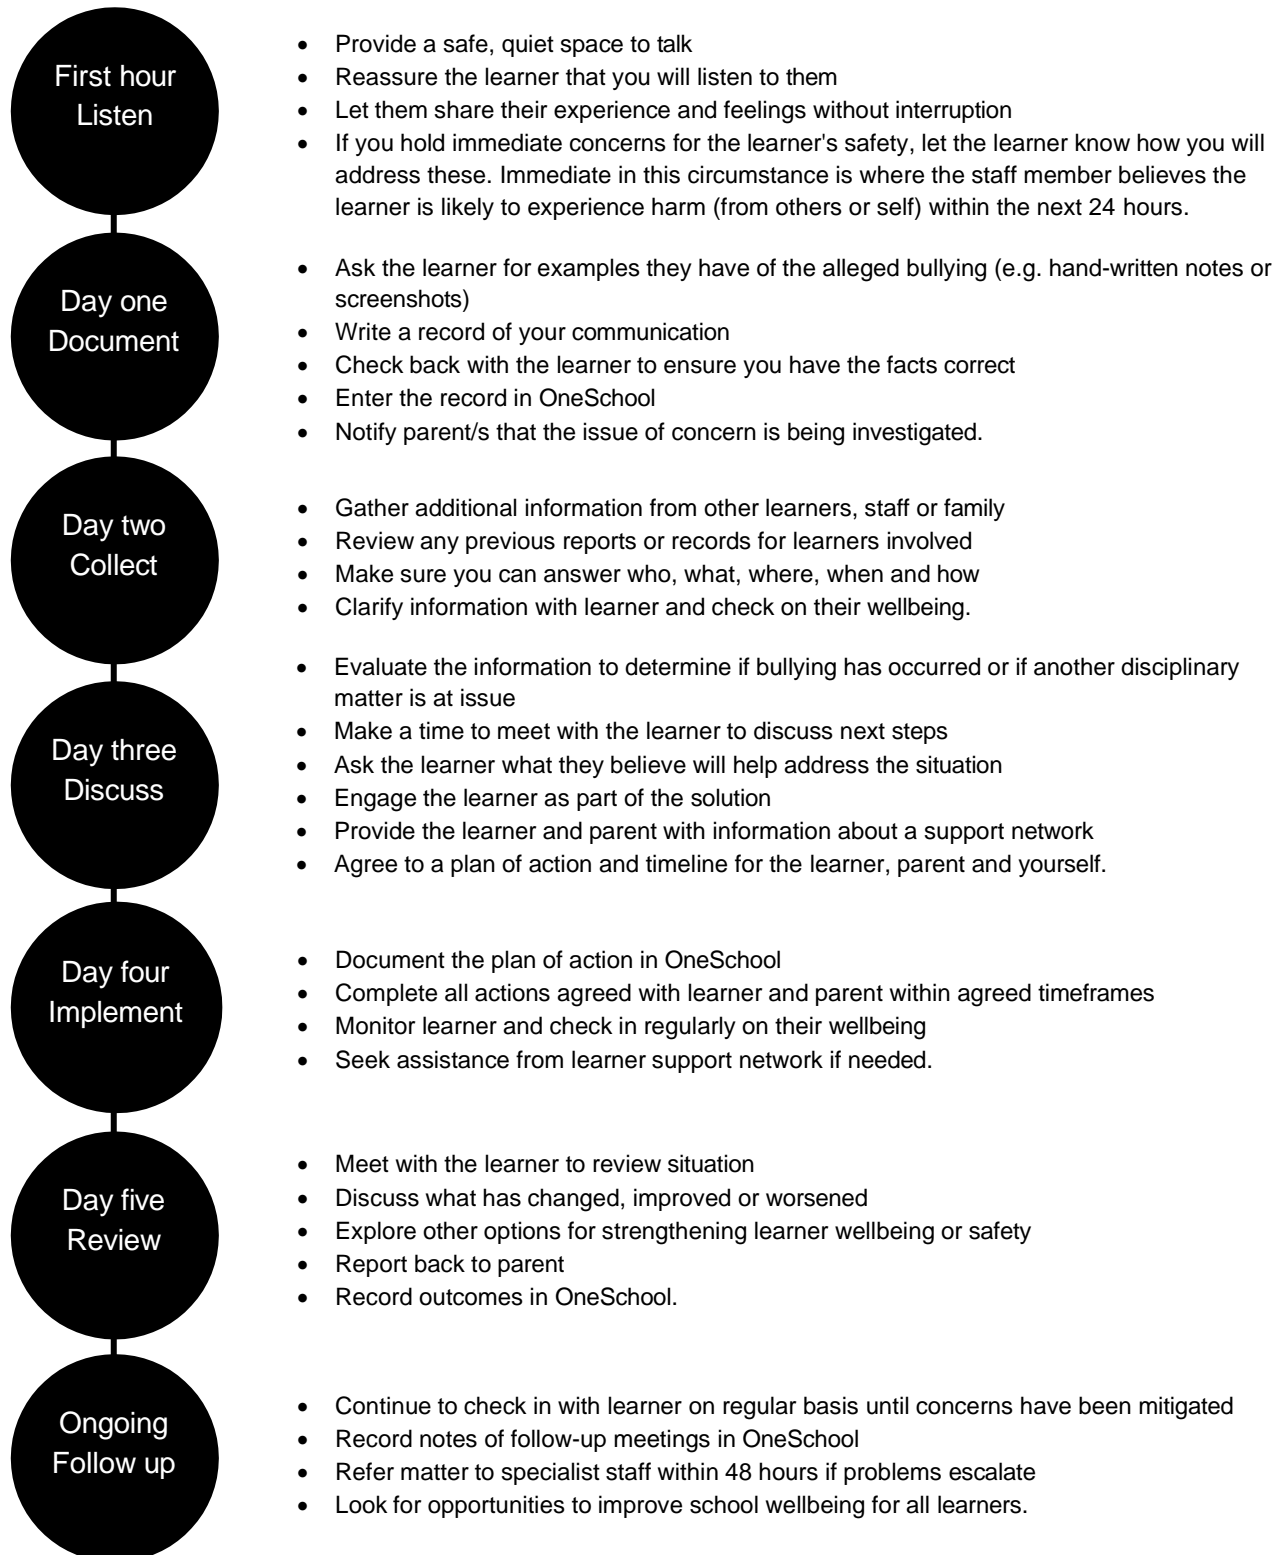 First hour
Listen
• Provide a safe, quiet space to talk
• Reassure the learner that you will listen to them
• Let them share their experience and feelings without interruption
• If you hold immediate concerns for the learner's safety, let the learner know how you will
address these. Immediate in this circumstance is where the staff member believes the
learner is likely to experience harm (from others or self) within the next 24 hours.
Day one
Document
• Ask the learner for examples they have of the alleged bullying (e.g. hand-written notes or
screenshots)
• Write a record of your communication
• Check back with the learner to ensure you have the facts correct
• Enter the record in OneSchool
• Notify parent/s that the issue of concern is being investigated.
Day two
Collect
• Gather additional information from other learners, staff or family
• Review any previous reports or records for learners involved
• Make sure you can answer who, what, where, when and how
• Clarify information with learner and check on their wellbeing.
Day three
Discuss
• Evaluate the information to determine if bullying has occurred or if another disciplinary
matter is at issue
• Make a time to meet with the learner to discuss next steps
• Ask the learner what they believe will help address the situation
• Engage the learner as part of the solution
• Provide the learner and parent with information about a support network
• Agree to a plan of action and timeline for the learner, parent and yourself.
Day four
Implement
• Document the plan of action in OneSchool
• Complete all actions agreed with learner and parent within agreed timeframes
• Monitor learner and check in regularly on their wellbeing
• Seek assistance from learner support network if needed.
Day five
Review
• Meet with the learner to review situation
• Discuss what has changed, improved or worsened
• Explore other options for strengthening learner wellbeing or safety
• Report back to parent
• Record outcomes in OneSchool.
Ongoing
Follow up
• Continue to check in with learner on regular basis until concerns have been mitigated
• Record notes of follow-up meetings in OneSchool
• Refer matter to specialist staff within 48 hours if problems escalate
• Look for opportunities to improve school wellbeing for all learners.